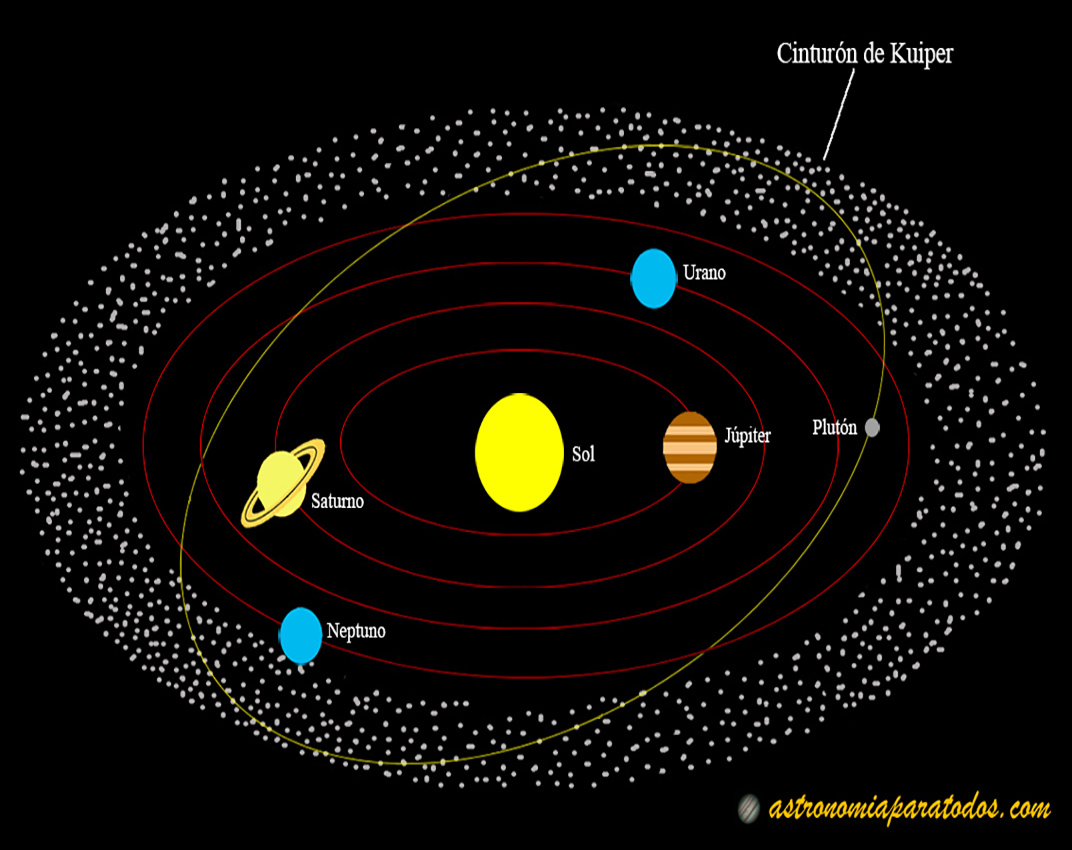 Cinturón de Kuiper
Urano
Plutón
Júpiter
Sol
Saturno
Neptuno
astronomiaparatodos.com